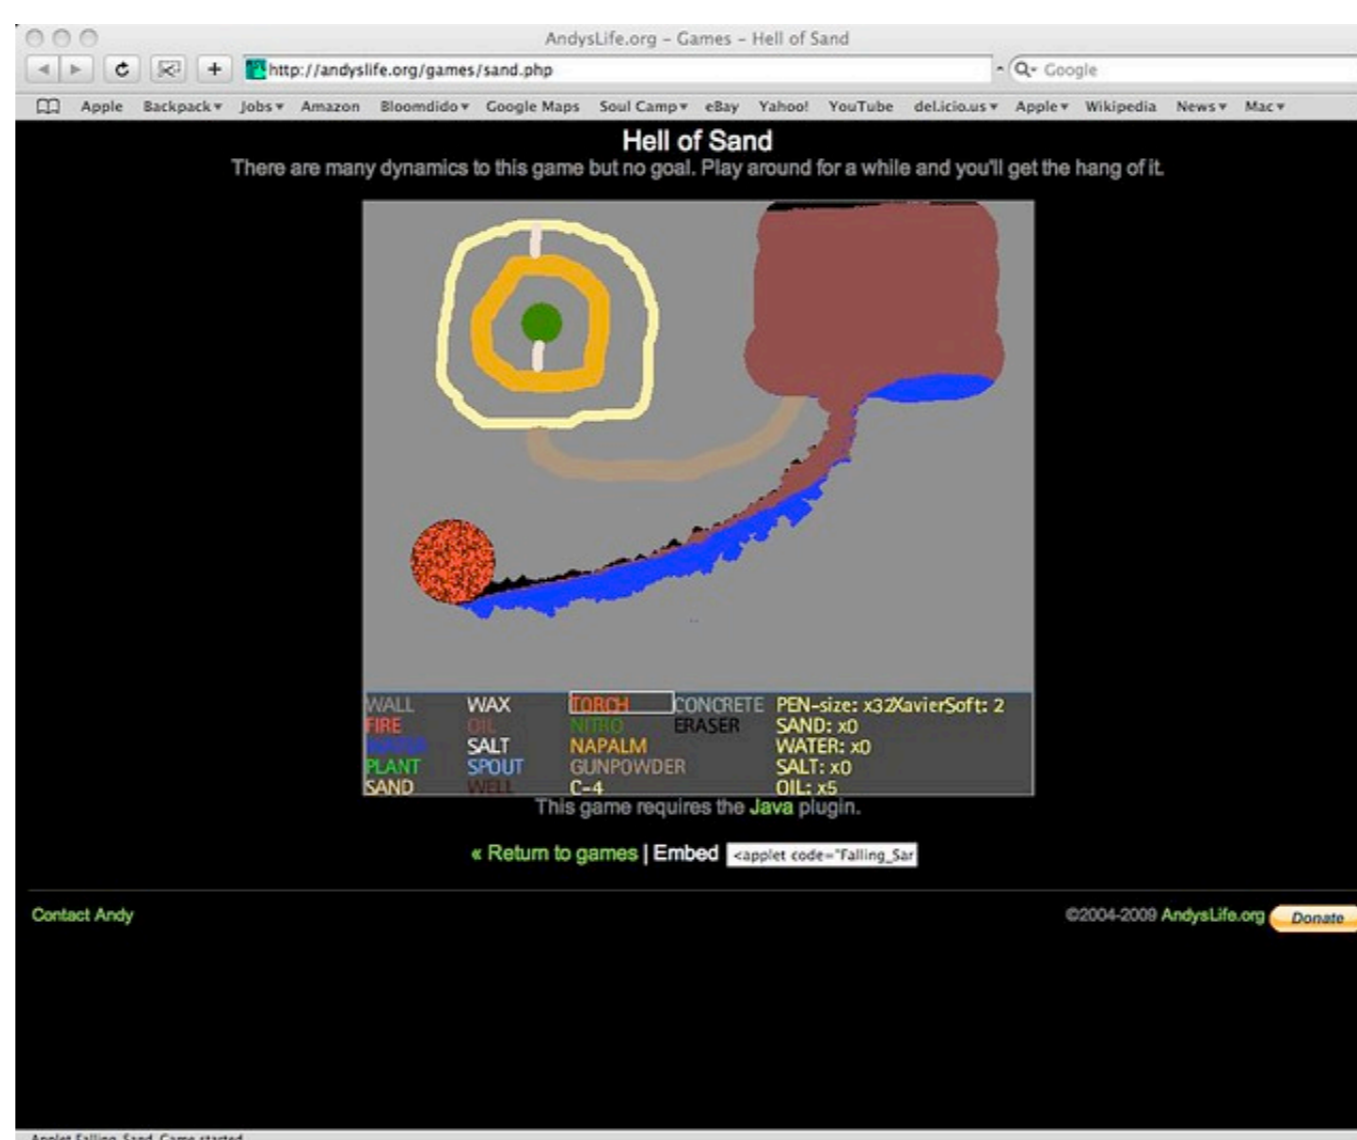 AndysLife.org – Games – Hell of Sand
http://andyslife.org/games/sand.php
Google
Apple Backpack Jobs Amazon Bloomdido Google Maps Soul Camp eBay Yahoo! YouTube del.icio.us Apple Wikipedia News Mac
Hell of Sand
There are many dynamics to this game but no goal. Play around for a while and you'll get the hang of it.
WALL WAX TORCH CONCRETE PEN-size: x32XavierSoft: 2
FIRE OIL NITRO ERASER SAND: x0
WATER SALT NAPALM WATER: x0
PLANT SPOUT GUNPOWDER SALT: x0
SAND WELL C-4 OIL: x5
This game requires the Java plugin.
« Return to games | Embed <applet code="Falling_Sar
Contact Andy ©2004-2009 AndysLife.org Donate
Applet Falling_Sand_Game started